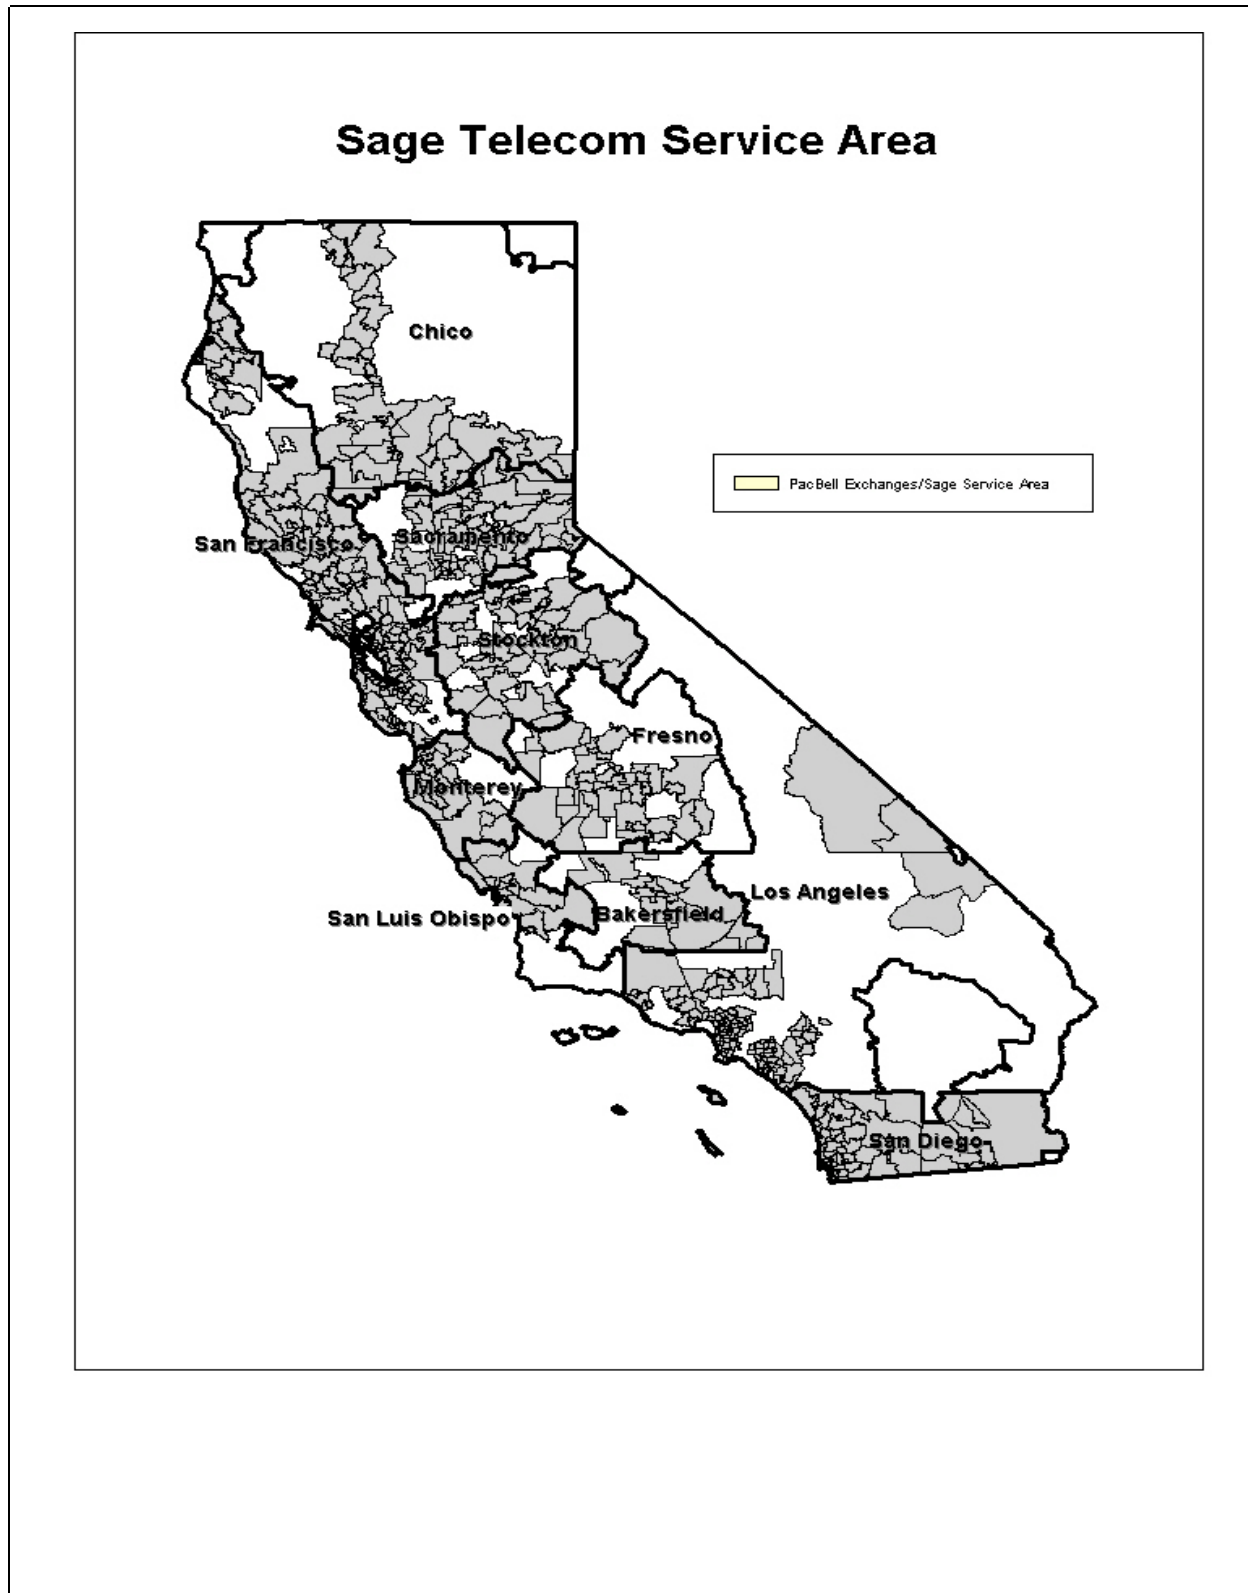 Sage Telecom Service Area
Chico
PacBell Exchanges/Sage Service Area
San Francisco
Sacramento
Stockton
Fresno
Monterey
Los Angeles
San Luis Obispo
Bakersfield
San Diego